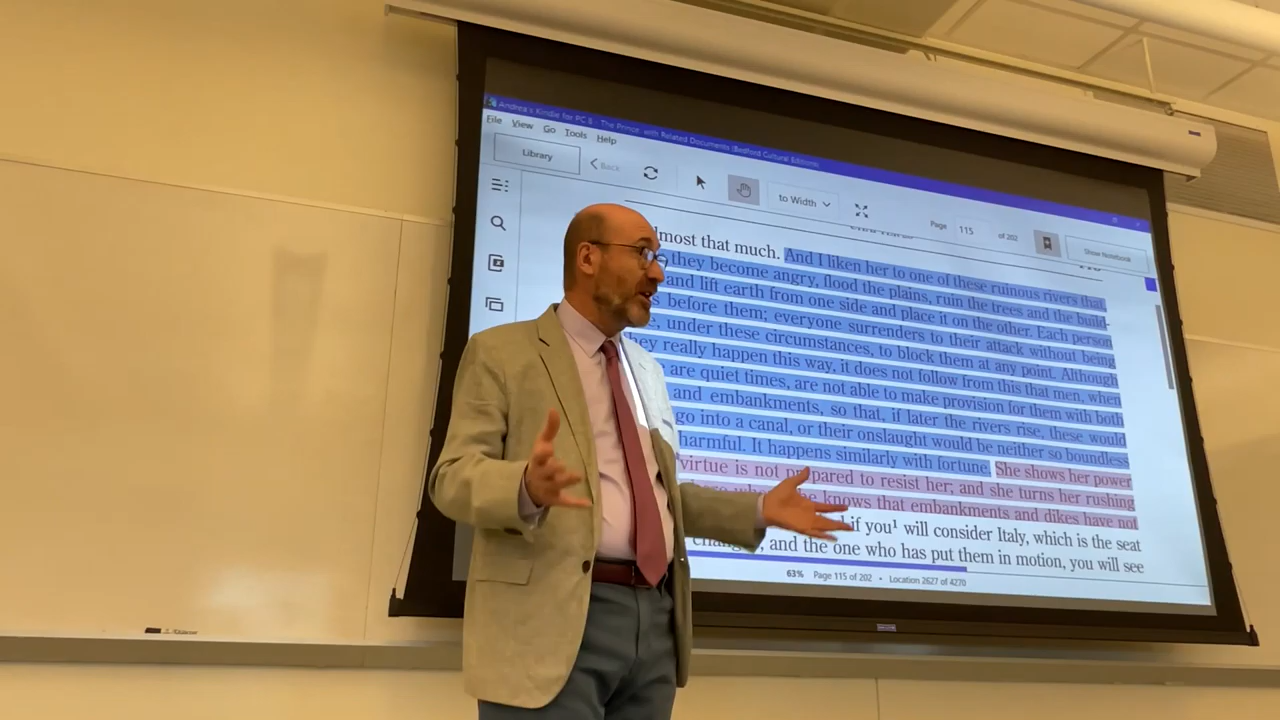 Andrea's Kindle for PC 6 - The Prince, with Related Documents (Bedford Cultural Editions)
File View Go Tools Help
Library
Back
to Width
Page 115 of 202
Show Notebook
most that much. And I liken her to one of these ruinous rivers that,
they become angry, flood the plains, ruin the trees and the build-
and lift earth from one side and place it on the other. Each person
before them; everyone surrenders to their attack without being
under these circumstances, to block them at any point. Although
they really happen this way, it does not follow from this that men, when
are quiet times, are not able to make provision for them with both
and embankments, so that, if later the rivers rise, these would
go into a canal, or their onslaught would be neither so boundless
harmful. It happens similarly with fortune. She shows her power
virtue is not prepared to resist her; and she turns her rushing
knows that embankments and dikes have not
if you¹ will consider Italy, which is the seat
and the one who has put them in motion, you will see
63% Page 115 of 202 • Location 2627 of 4270